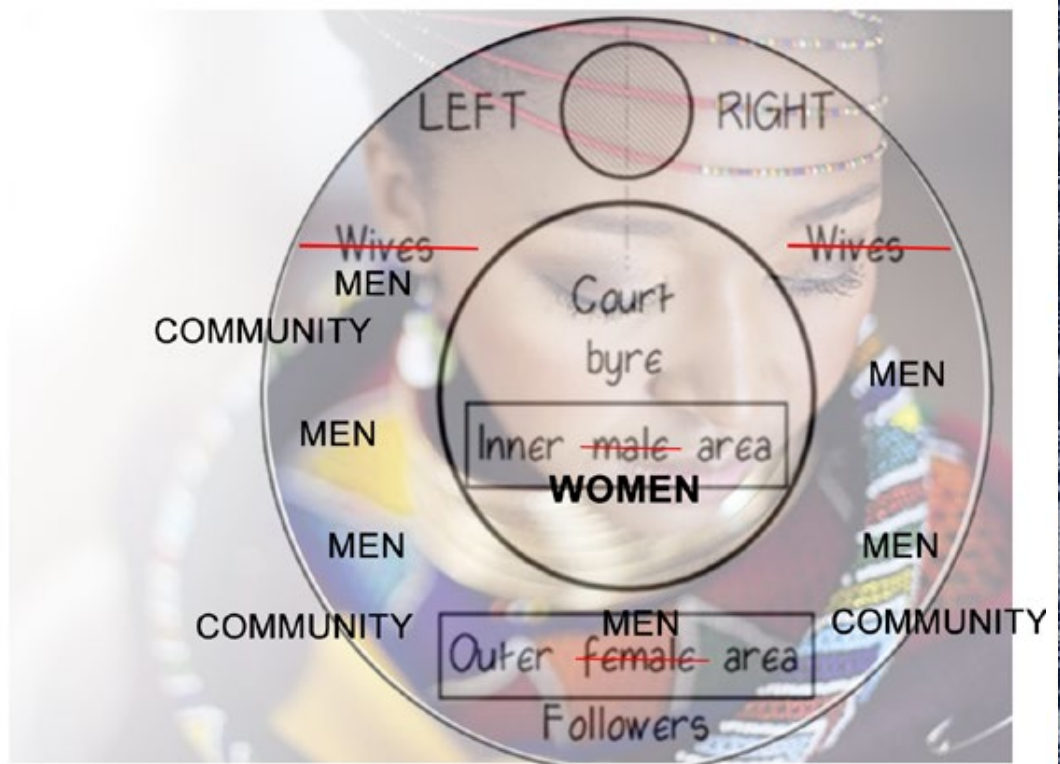 LEFT RIGHT
Wives Wives
MEN
COMMUNITY
Court
byre
MEN
MEN
Inner male area
WOMEN
MEN
MEN
COMMUNITY
MEN
COMMUNITY
Outer female area
Followers